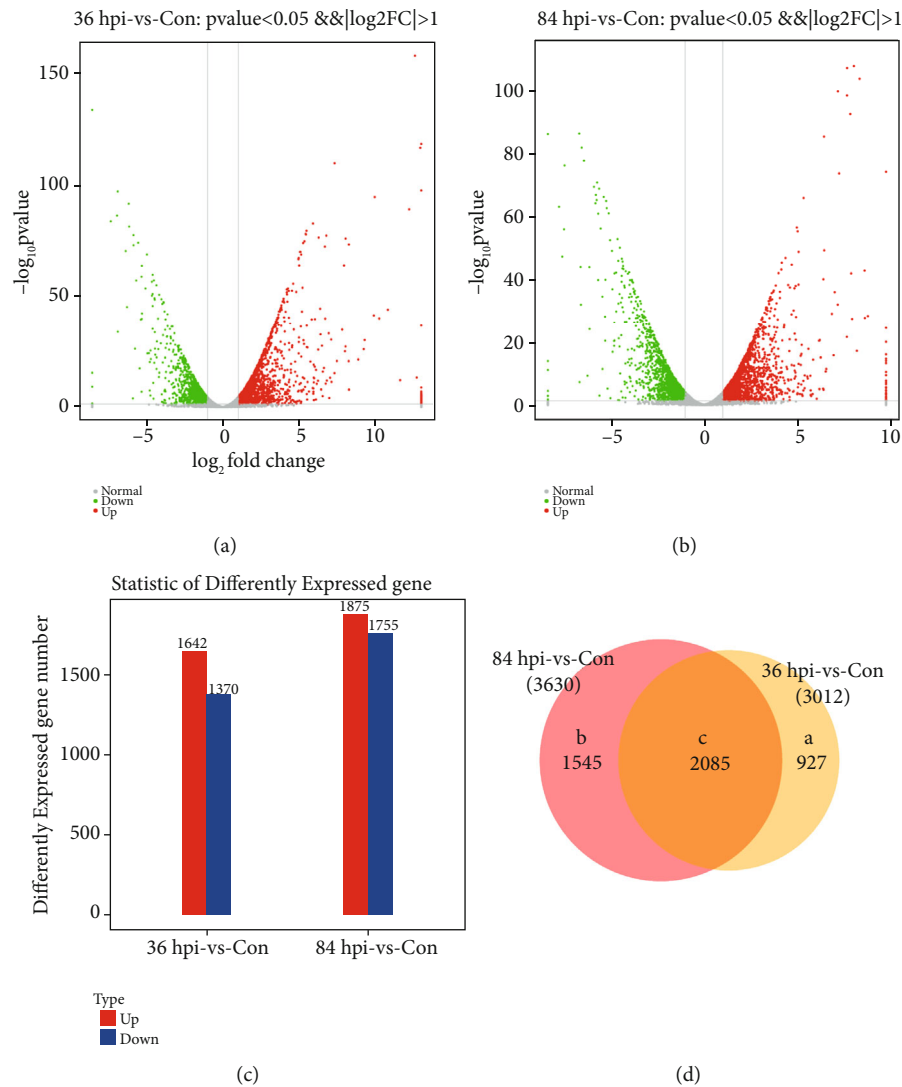 36 hpi-vs-Con: pvalue<0.05 &&|log2FC|>1
150
100
50
0
−log10pvalue
−5
0
5
10
log2 fold change
Normal
Down
Up
(a)
84 hpi-vs-Con: pvalue<0.05 &&|log2FC|>1
100
80
60
40
20
0
−log10pvalue
−5
0
5
10
Normal
Down
Up
(b)
Statistic of Differently Expressed gene
Differently Expressed gene number
1500
1000
500
0
1642
1370
1875
1755
36 hpi-vs-Con
84 hpi-vs-Con
Type
Up
Down
(c)
84 hpi-vs-Con
(3630)
36 hpi-vs-Con
(3012)
b
1545
c
2085
a
927
(d)